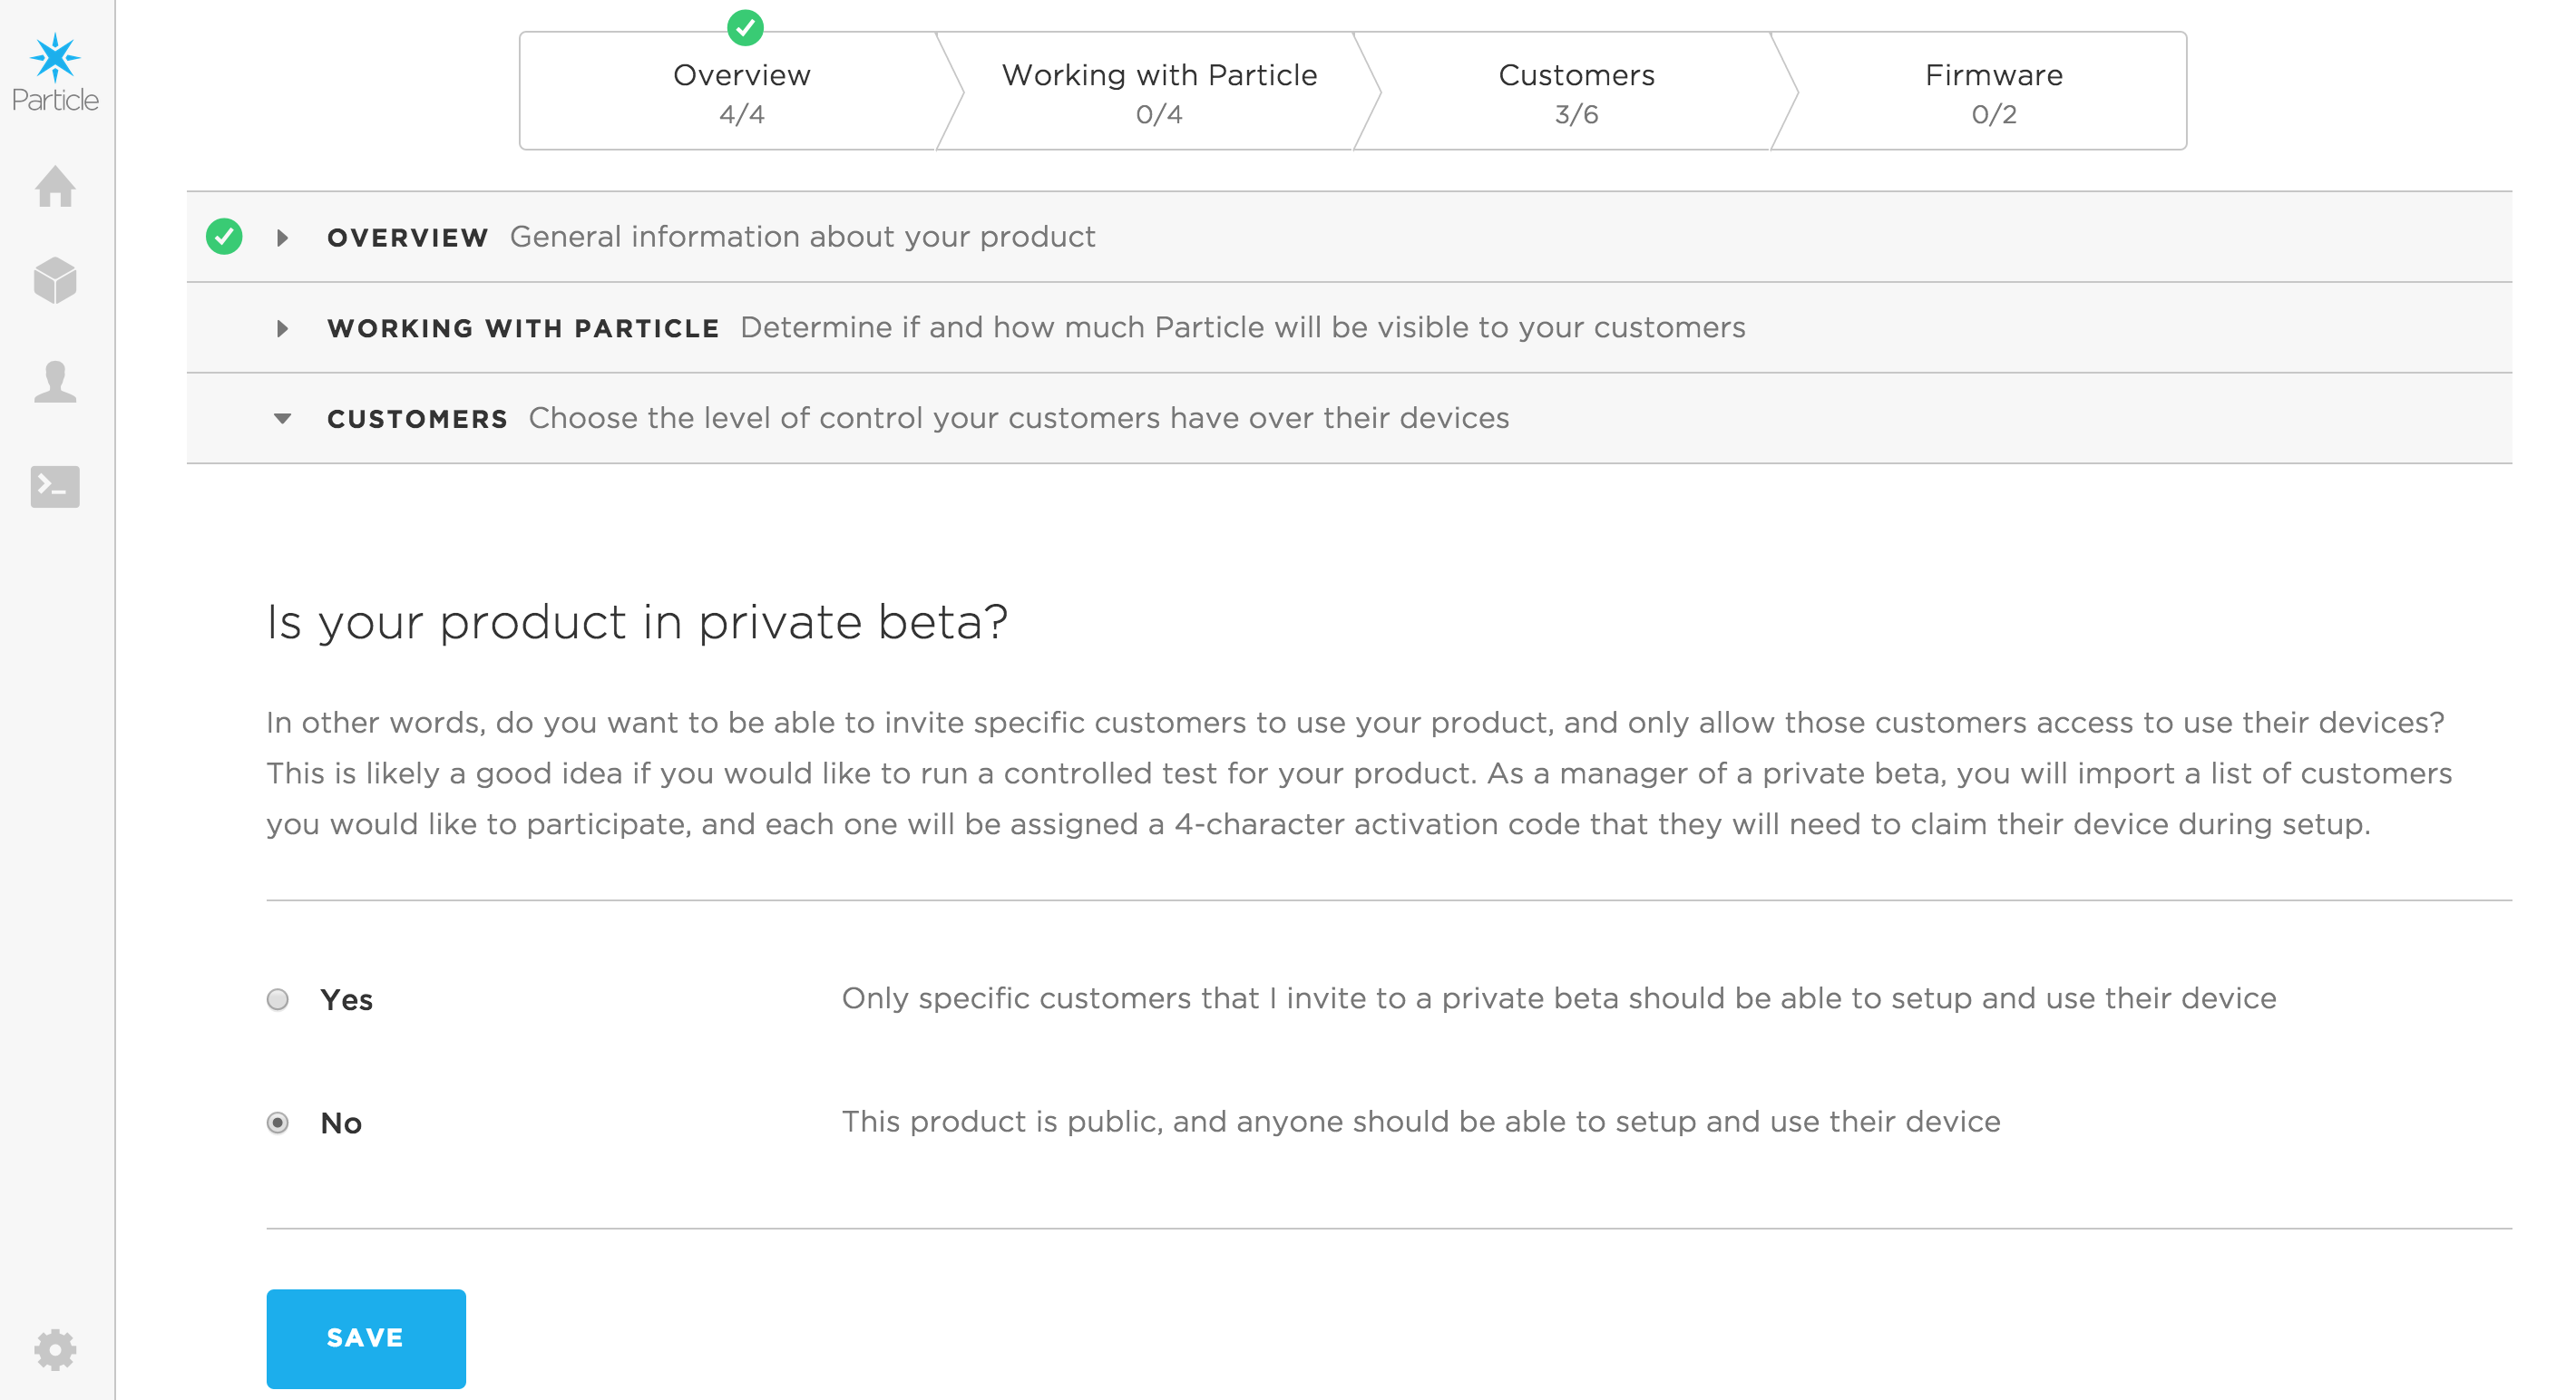 Particle
Overview
4/4
Working with Particle
0/4
Customers
3/6
Firmware
0/2
OVERVIEW General information about your product
WORKING WITH PARTICLE Determine if and how much Particle will be visible to your customers
CUSTOMERS Choose the level of control your customers have over their devices
Is your product in private beta?
In other words, do you want to be able to invite specific customers to use your product, and only allow those customers access to use their devices?
This is likely a good idea if you would like to run a controlled test for your product. As a manager of a private beta, you will import a list of customers
you would like to participate, and each one will be assigned a 4-character activation code that they will need to claim their device during setup.
Yes Only specific customers that I invite to a private beta should be able to setup and use their device
No This product is public, and anyone should be able to setup and use their device
SAVE